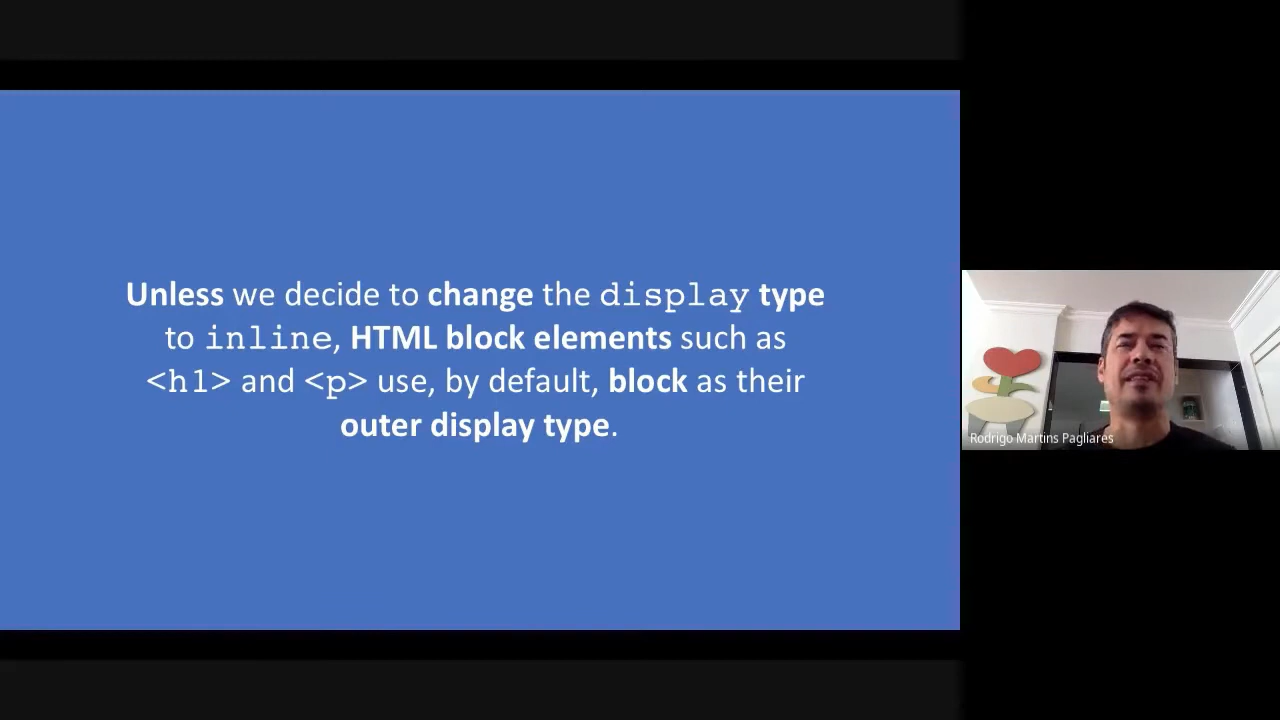 Unless we decide to change the display type
to inline, HTML block elements such as
<h1> and <p> use, by default, block as their
outer display type.
Rodrigo Martins Pagliares